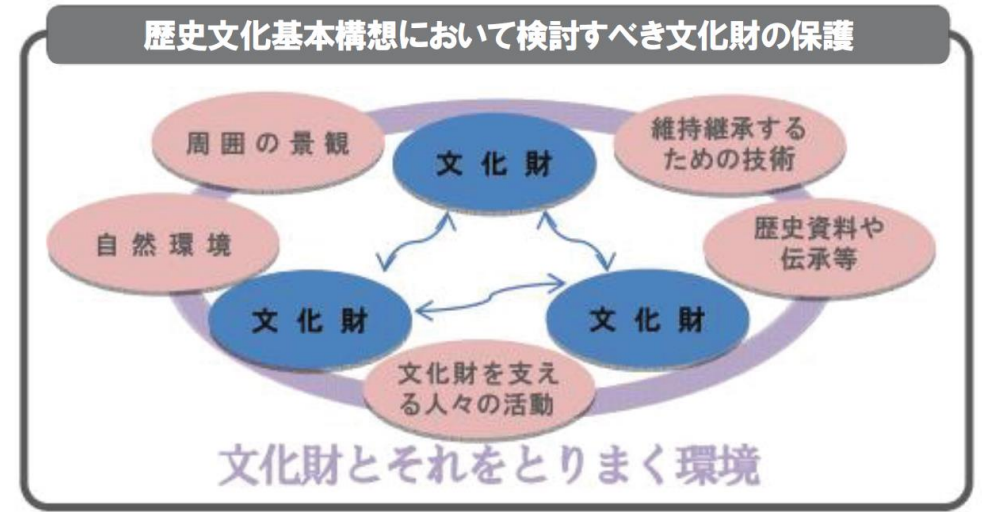 歴史文化基本構想において検討すべき文化財の保護
周囲の景観
文化財
維持継承する
ための技術
自然環境
歴史資料や
伝承等
文化財
文化財
文化財を支え
る人々の活動
文化財とそれをとりまく環境